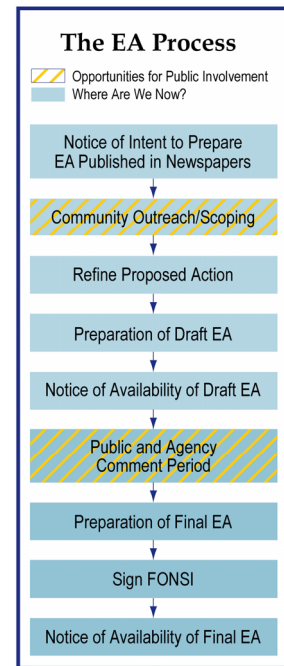 The EA Process
Opportunities for Public Involvement
Where Are We Now?
Notice of Intent to Prepare
EA Published in Newspapers
Community Outreach/Scoping
Refine Proposed Action
Preparation of Draft EA
Notice of Availability of Draft EA
Public and Agency
Comment Period
Preparation of Final EA
Sign FONSI
Notice of Availability of Final EA